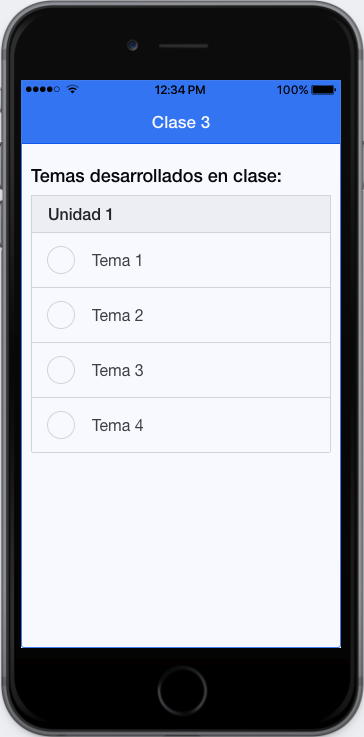 12:34 PM 100%
Clase 3
Temas desarrollados en clase:
Unidad 1
Tema 1
Tema 2
Tema 3
Tema 4